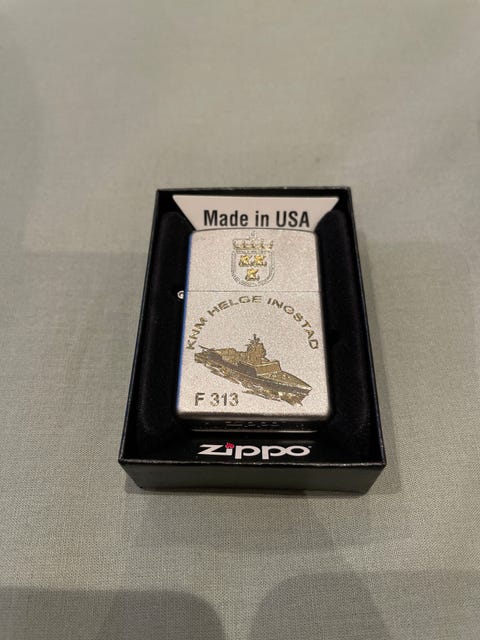 Made in USA
KNM HELGE INGSTAD
F 313
zippo